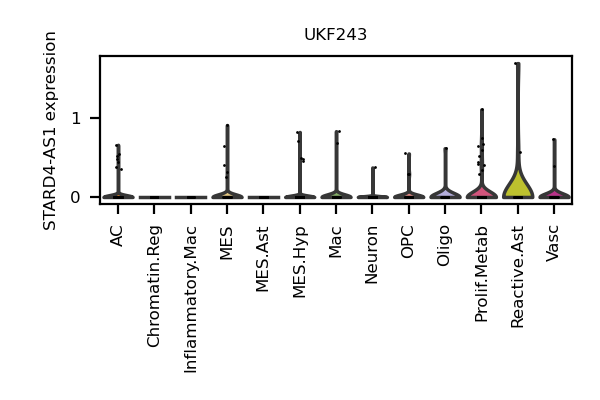 UKF243
STARD4-AS1 expression
1
0
AC
Chromatin.Reg
Inflammatory.Mac
MES
MES.Ast
MES.Hyp
Mac
Neuron
OPC
Oligo
Prolif.Metab
Reactive.Ast
Vasc